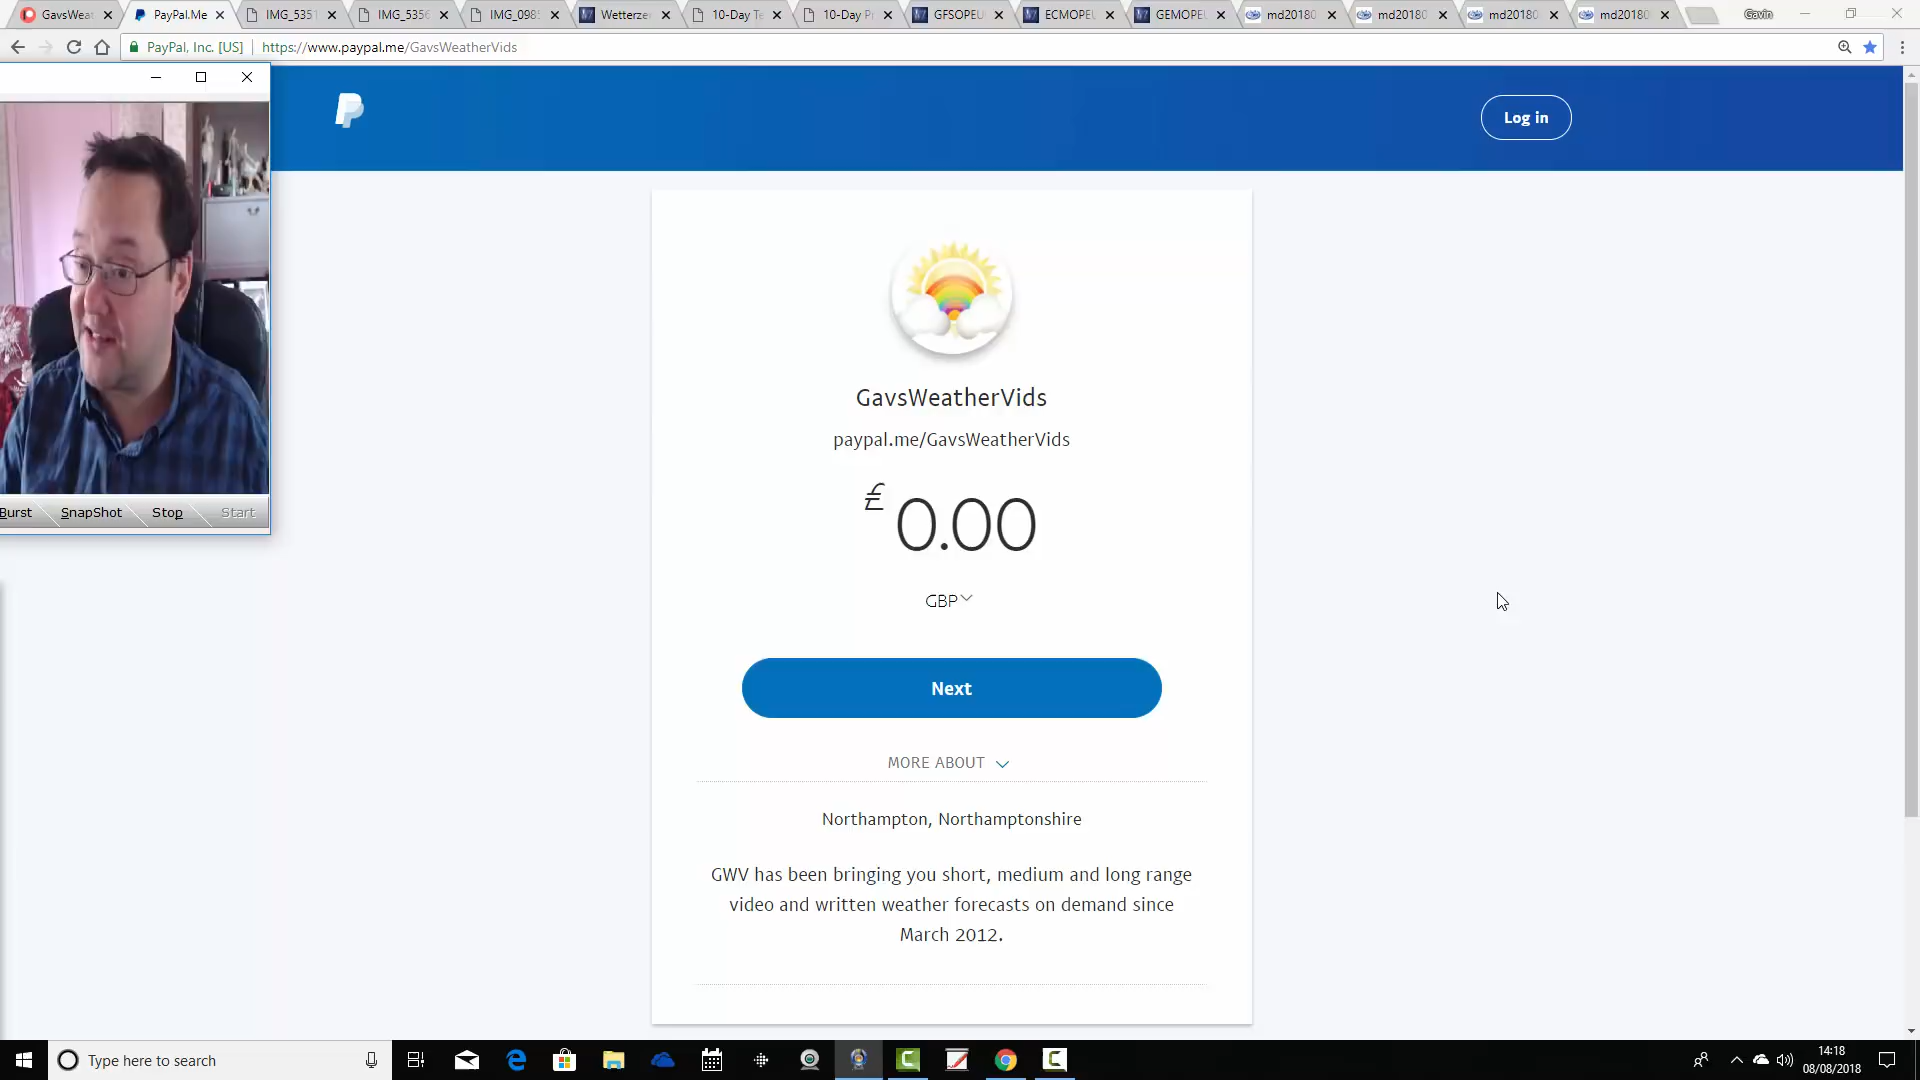 GavsWeat PayPal.Me IMG_5351 IMG_5356 IMG_098 Wetterze 10-Day Te 10-Day Pr GFSOPEU ECMOPEU GEMOPEU md20180 md20180 md20180 md20180 Gavin
PayPal, Inc. [US] https://www.paypal.me/GavsWeatherVids
Log in
GavsWeatherVids
paypal.me/GavsWeatherVids
£ 0.00
Burst SnapShot Stop Start
GBP
Next
MORE ABOUT
Northampton, Northamptonshire
GWV has been bringing you short, medium and long range
video and written weather forecasts on demand since
March 2012.
Type here to search
14:18
08/08/2018